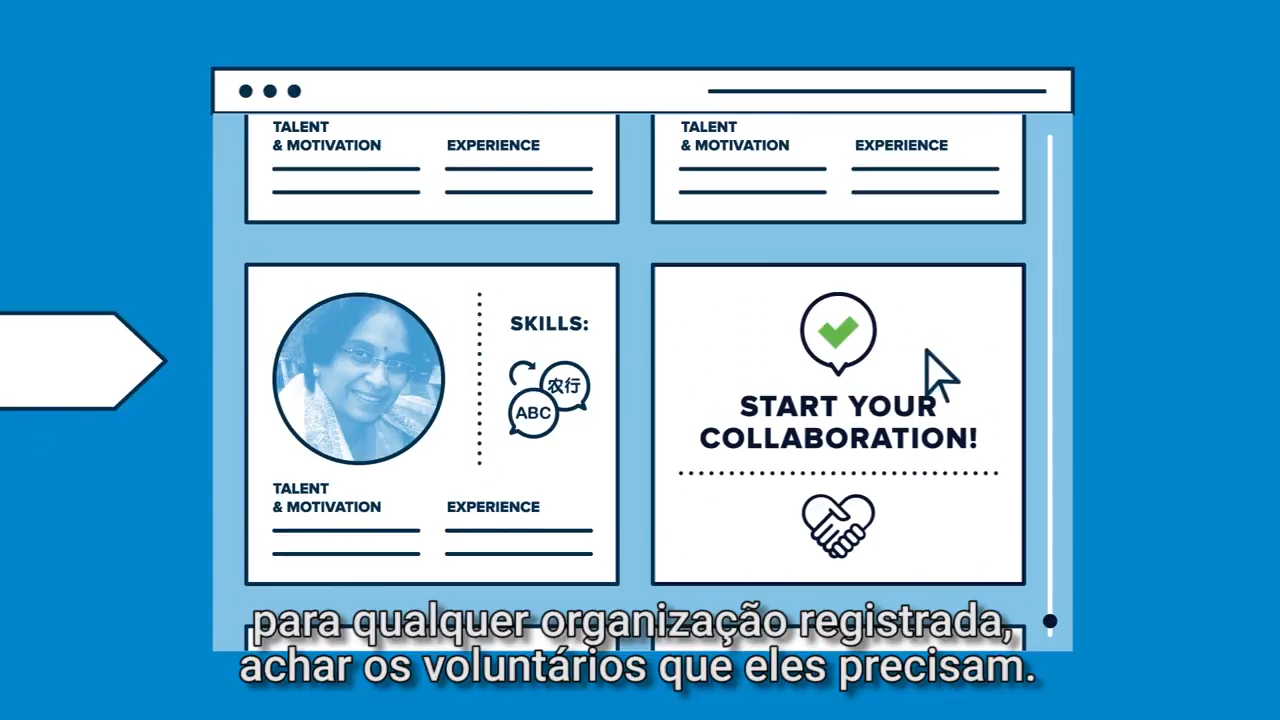 TALENT
& MOTIVATION
EXPERIENCE
TALENT
& MOTIVATION
EXPERIENCE
SKILLS:
农行
ABC
TALENT
& MOTIVATION
EXPERIENCE
START YOUR
COLLABORATION!
para qualquer organização registrada,
achar os voluntários que eles precisam.